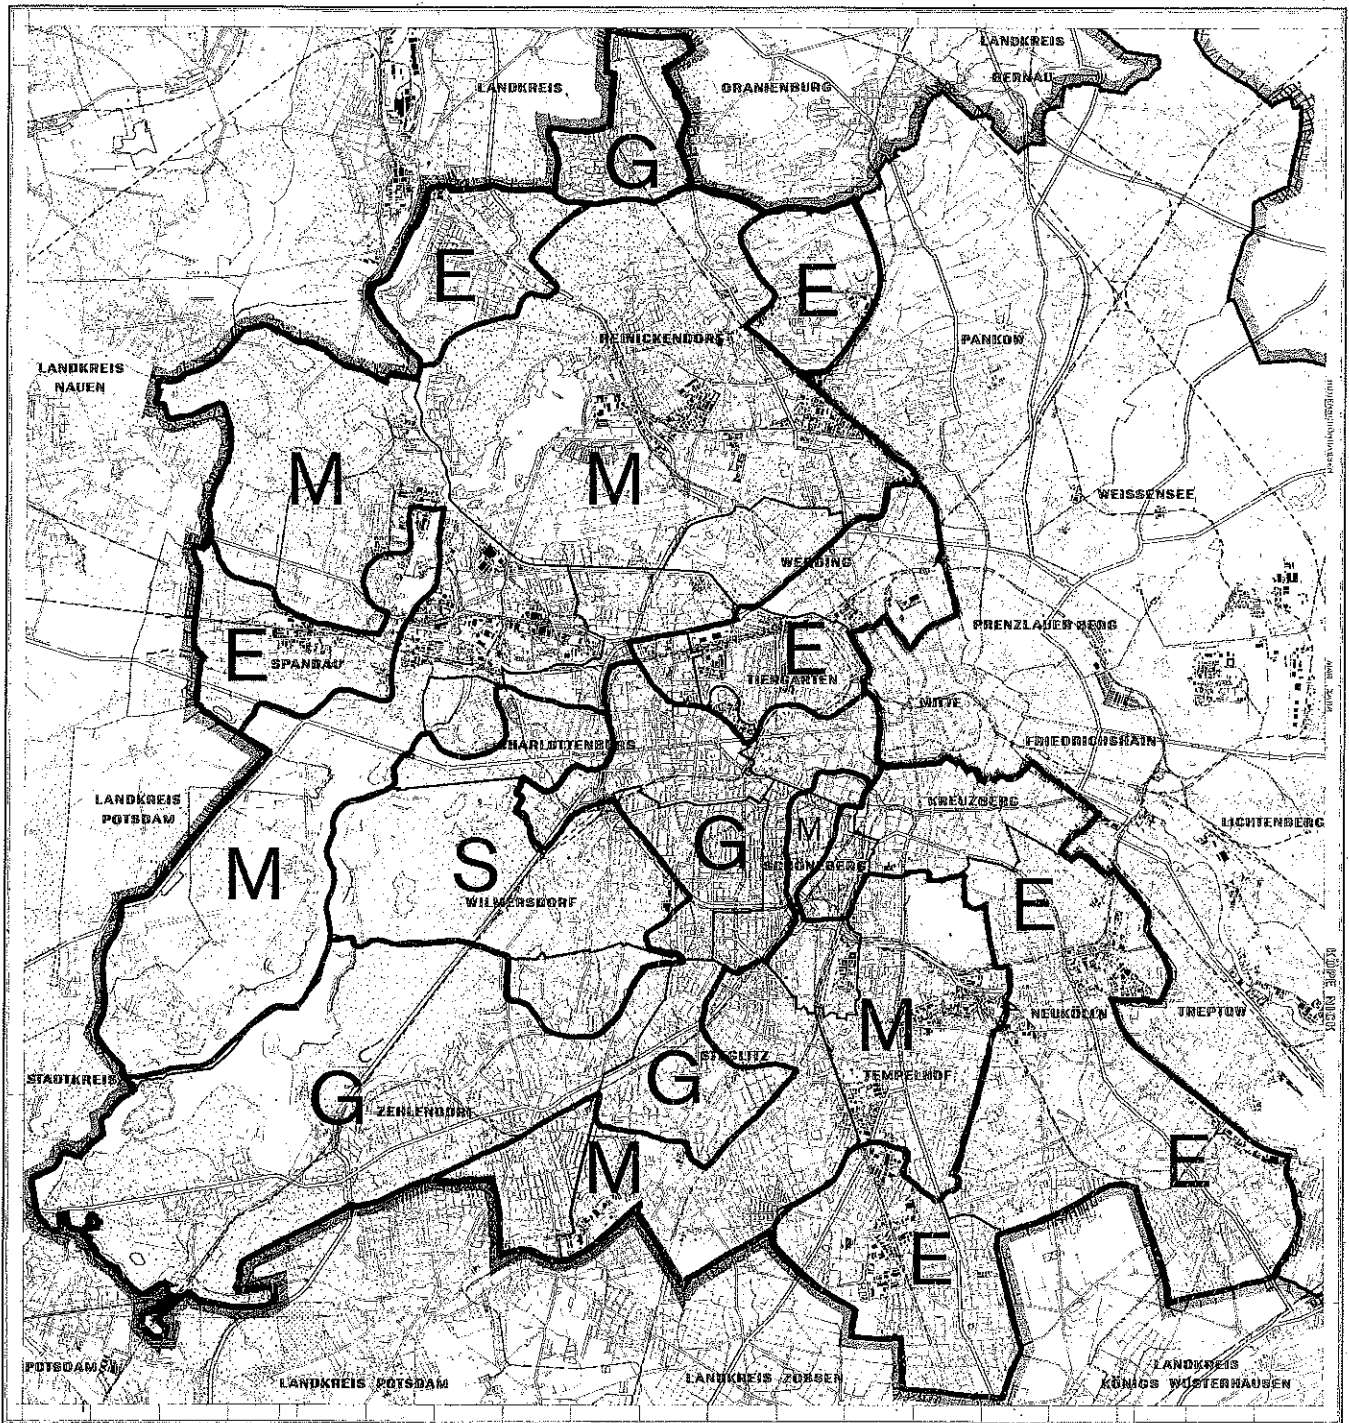 LANDKREIS
BERNAU
LANDKREIS
ORANIENBURG
G
E
E
REINICKENDORF
PANKOW
LANDKREIS
NAUEN
M
M
WEISSENSEE
WEDDING
PRENZLAUER BERG
E
SPANDAU
E
TIERGARTEN
MITTE
CHARLOTTENBURG
FRIEDRICHSHAIN
LANDKREIS
POTSDAM
KREUZBERG
LICHTENBERG
M
S
G
M
SCHÖNEBERG
WILMERSDORF
E
NEUKÖLLN
TREPTOW
M
TEMPELHOF
STEGLITZ
G
STADTKREIS
G
ZEHLENDORF
M
E
E
POTSDAM
LANDKREIS POTSDAM
LANDKREIS ZOSSEN
LANDKREIS
KÖNIGS WUSTERHAUSEN